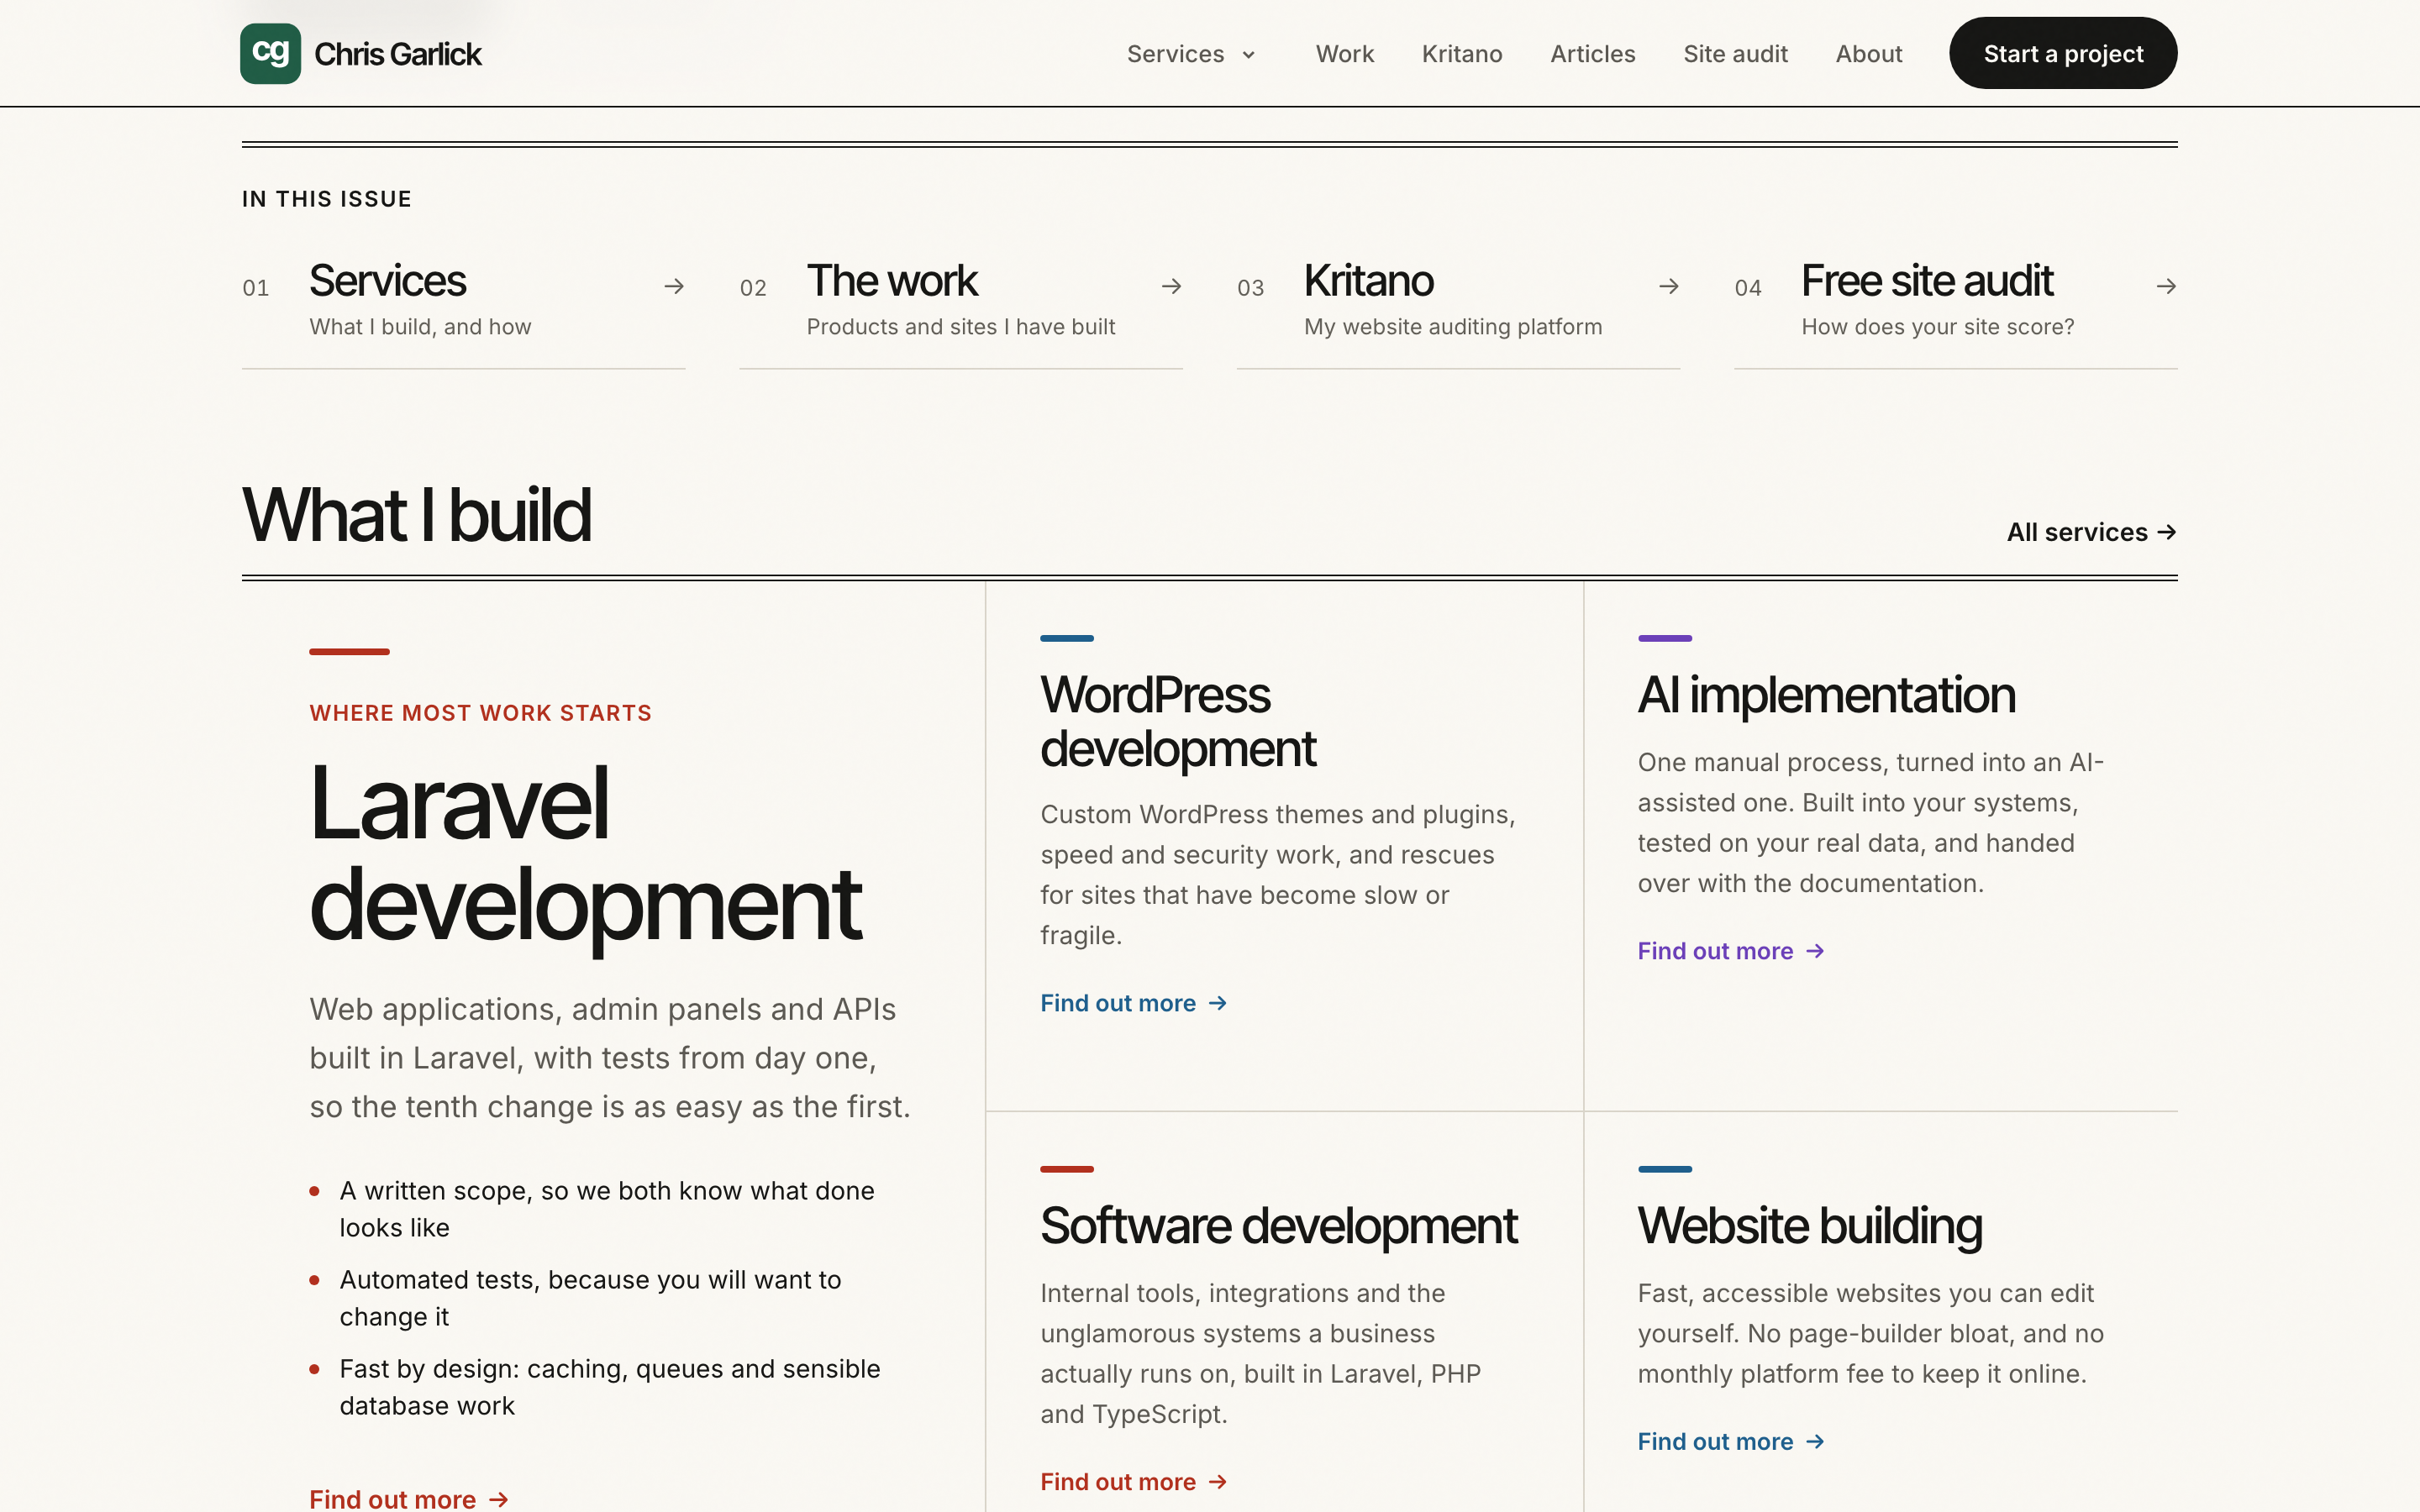 cg Chris Garlick
Services
Work
Kritano
Articles
Site audit
About
Start a project
IN THIS ISSUE
01 Services
What I build, and how
02 The work
Products and sites I have built
03 Kritano
My website auditing platform
04 Free site audit
How does your site score?
What I build
All services
WHERE MOST WORK STARTS
Laravel
development
Web applications, admin panels and APIs
built in Laravel, with tests from day one,
so the tenth change is as easy as the first.
A written scope, so we both know what done
looks like
Automated tests, because you will want to
change it
Fast by design: caching, queues and sensible
database work
Find out more
WordPress
development
Custom WordPress themes and plugins,
speed and security work, and rescues
for sites that have become slow or
fragile.
Find out more
AI implementation
One manual process, turned into an AI-
assisted one. Built into your systems,
tested on your real data, and handed
over with the documentation.
Find out more
Software development
Internal tools, integrations and the
unglamorous systems a business
actually runs on, built in Laravel, PHP
and TypeScript.
Find out more
Website building
Fast, accessible websites you can edit
yourself. No page-builder bloat, and no
monthly platform fee to keep it online.
Find out more